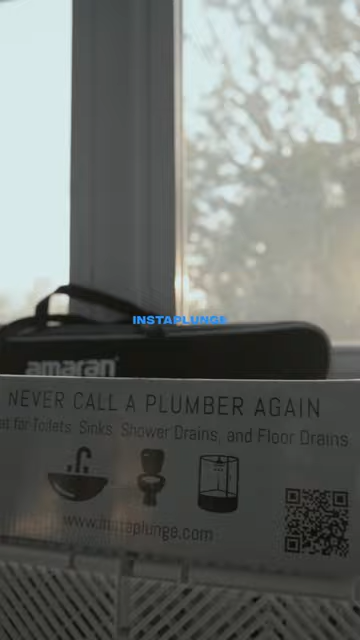 INSTAPLUNGE
amaran
NEVER CALL A PLUMBER AGAIN
for Toilets, Sinks, Shower Drains, and Floor Drains
www.instaplunge.com